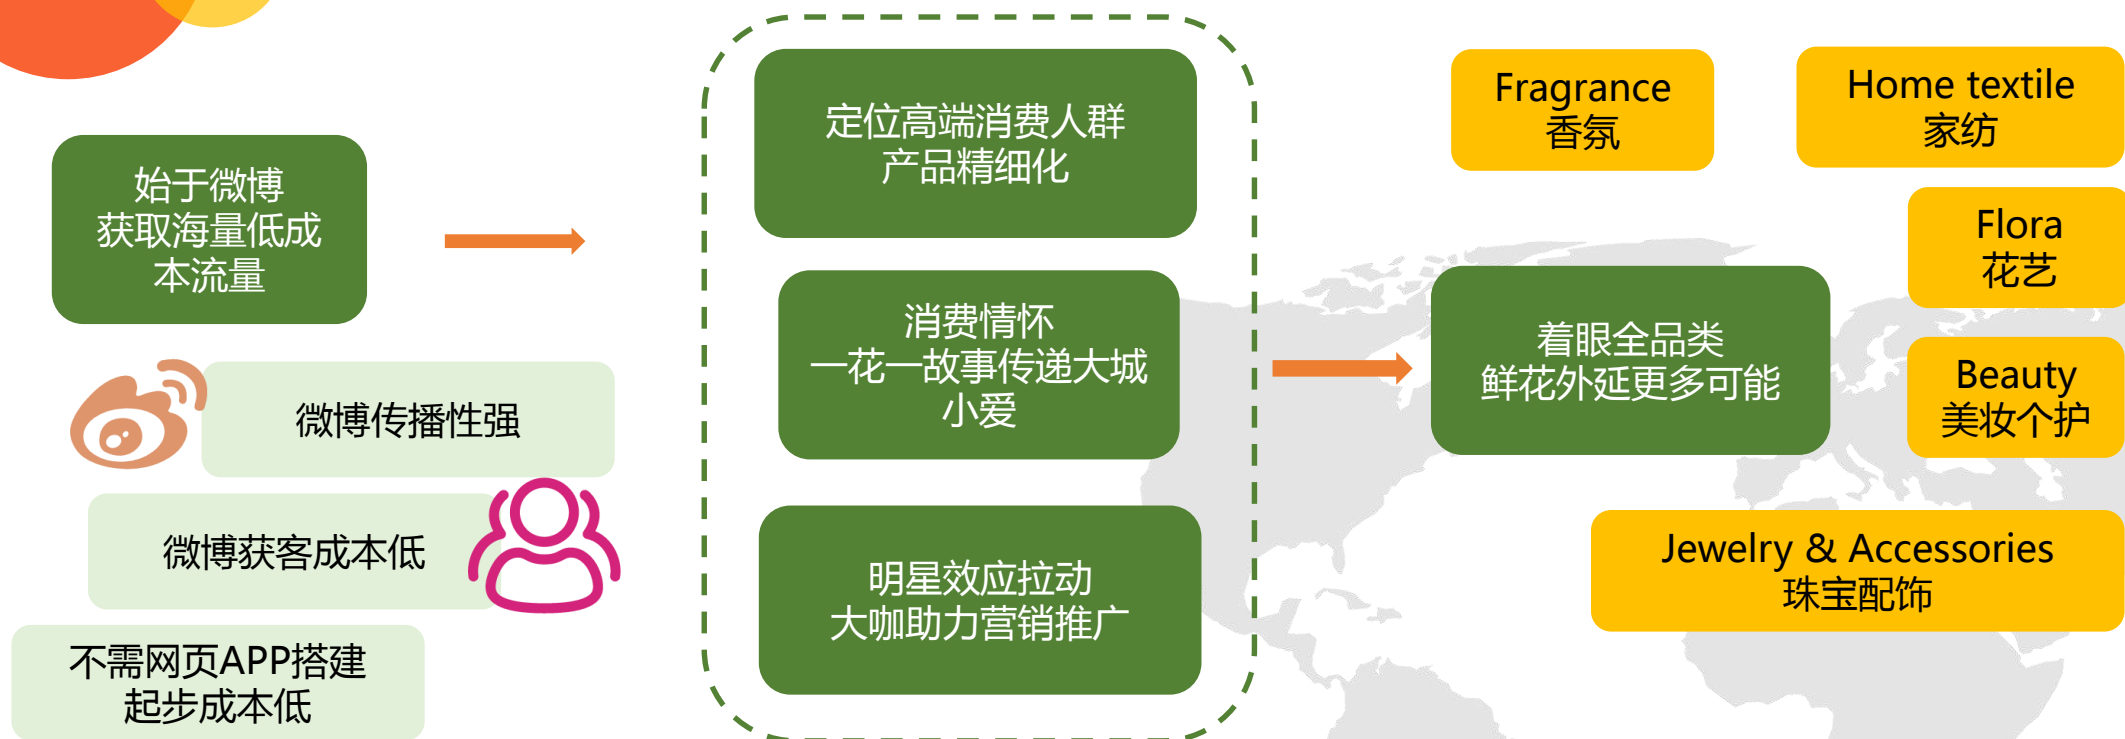 始于微博
获取海量低成
本流量
微博传播性强
微博获客成本低
不需网页APP搭建
起步成本低
定位高端消费人群
产品精细化
消费情怀
一花一故事传递大城
小爱
明星效应拉动
大咖助力营销推广
着眼全品类
鲜花外延更多可能
Fragrance
香氛
Home textile
家纺
Flora
花艺
Beauty
美妆个护
Jewelry & Accessories
珠宝配饰